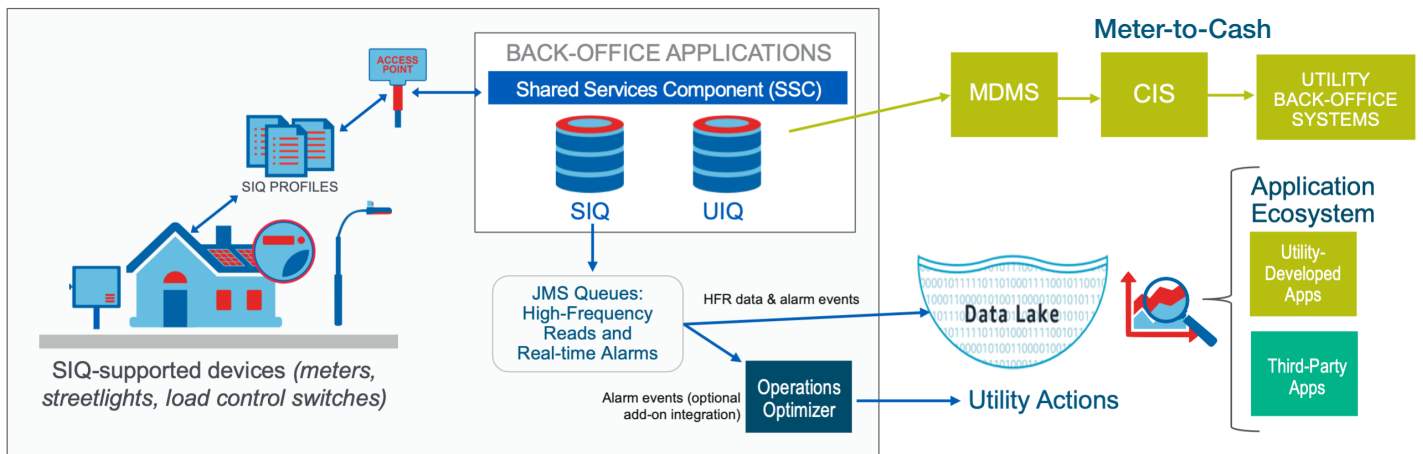 Meter-to-Cash
ACCESS
POINT
BACK-OFFICE APPLICATIONS
Shared Services Component (SSC)
MDMS
CIS
UTILITY
BACK-OFFICE
SYSTEMS
SIQ PROFILES
SIQ
UIQ
Application
Ecosystem
Utility-
Developed
Apps
Third-Party
Apps
JMS Queues:
High-Frequency
Reads and
Real-time Alarms
HFR data & alarm events
Data Lake
SIQ-supported devices (meters,
streetlights, load control switches)
Alarm events (optional
add-on integration)
Operations
Optimizer
Utility Actions